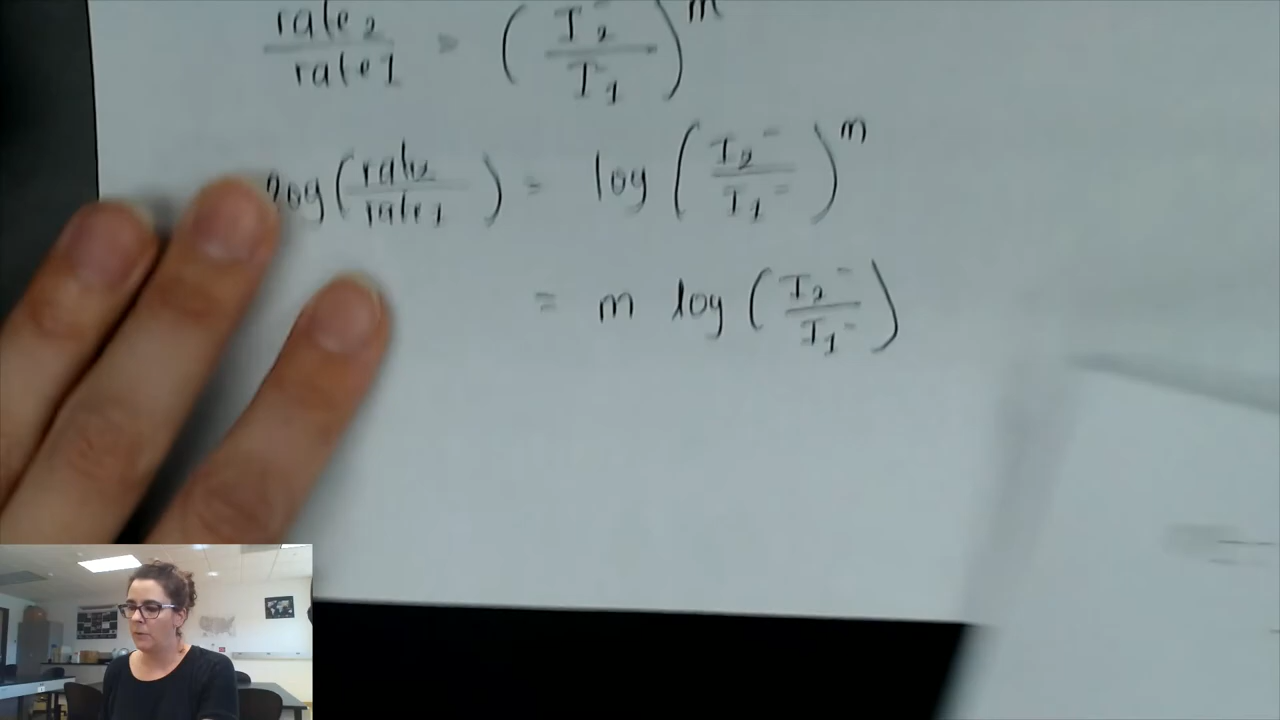 rate2/rate1 = (I2⁻/I1⁻)^m
log(rate2/rate1) = log(I2⁻/I1⁻)^m
= m log(I2⁻/I1⁻)